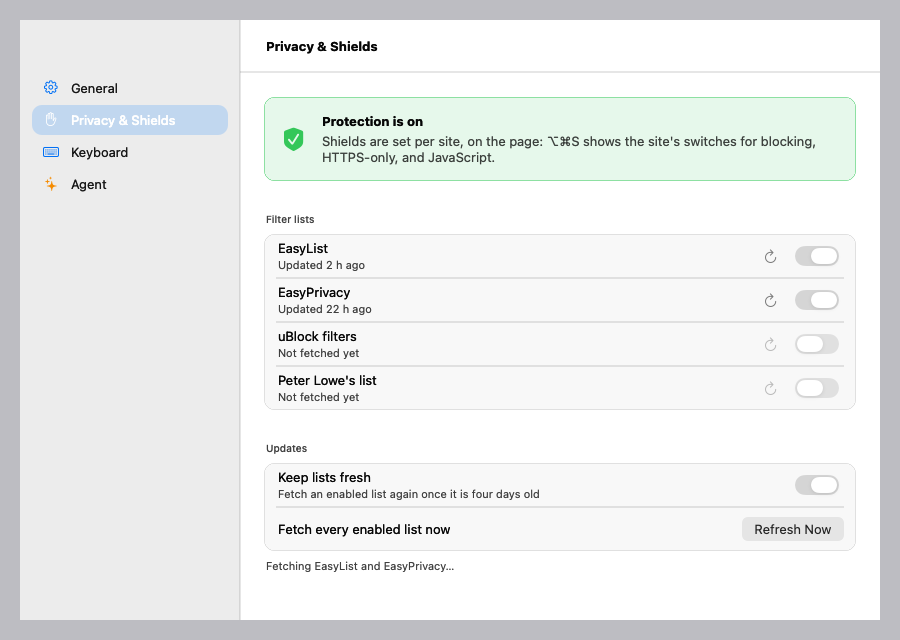 Privacy & Shields
General
Privacy & Shields
Keyboard
Agent
Protection is on
Shields are set per site, on the page: ⌥⌘S shows the site's switches for blocking,
HTTPS-only, and JavaScript.
Filter lists
EasyList
Updated 2 h ago
EasyPrivacy
Updated 22 h ago
uBlock filters
Not fetched yet
Peter Lowe's list
Not fetched yet
Updates
Keep lists fresh
Fetch an enabled list again once it is four days old
Fetch every enabled list now
Refresh Now
Fetching EasyList and EasyPrivacy...